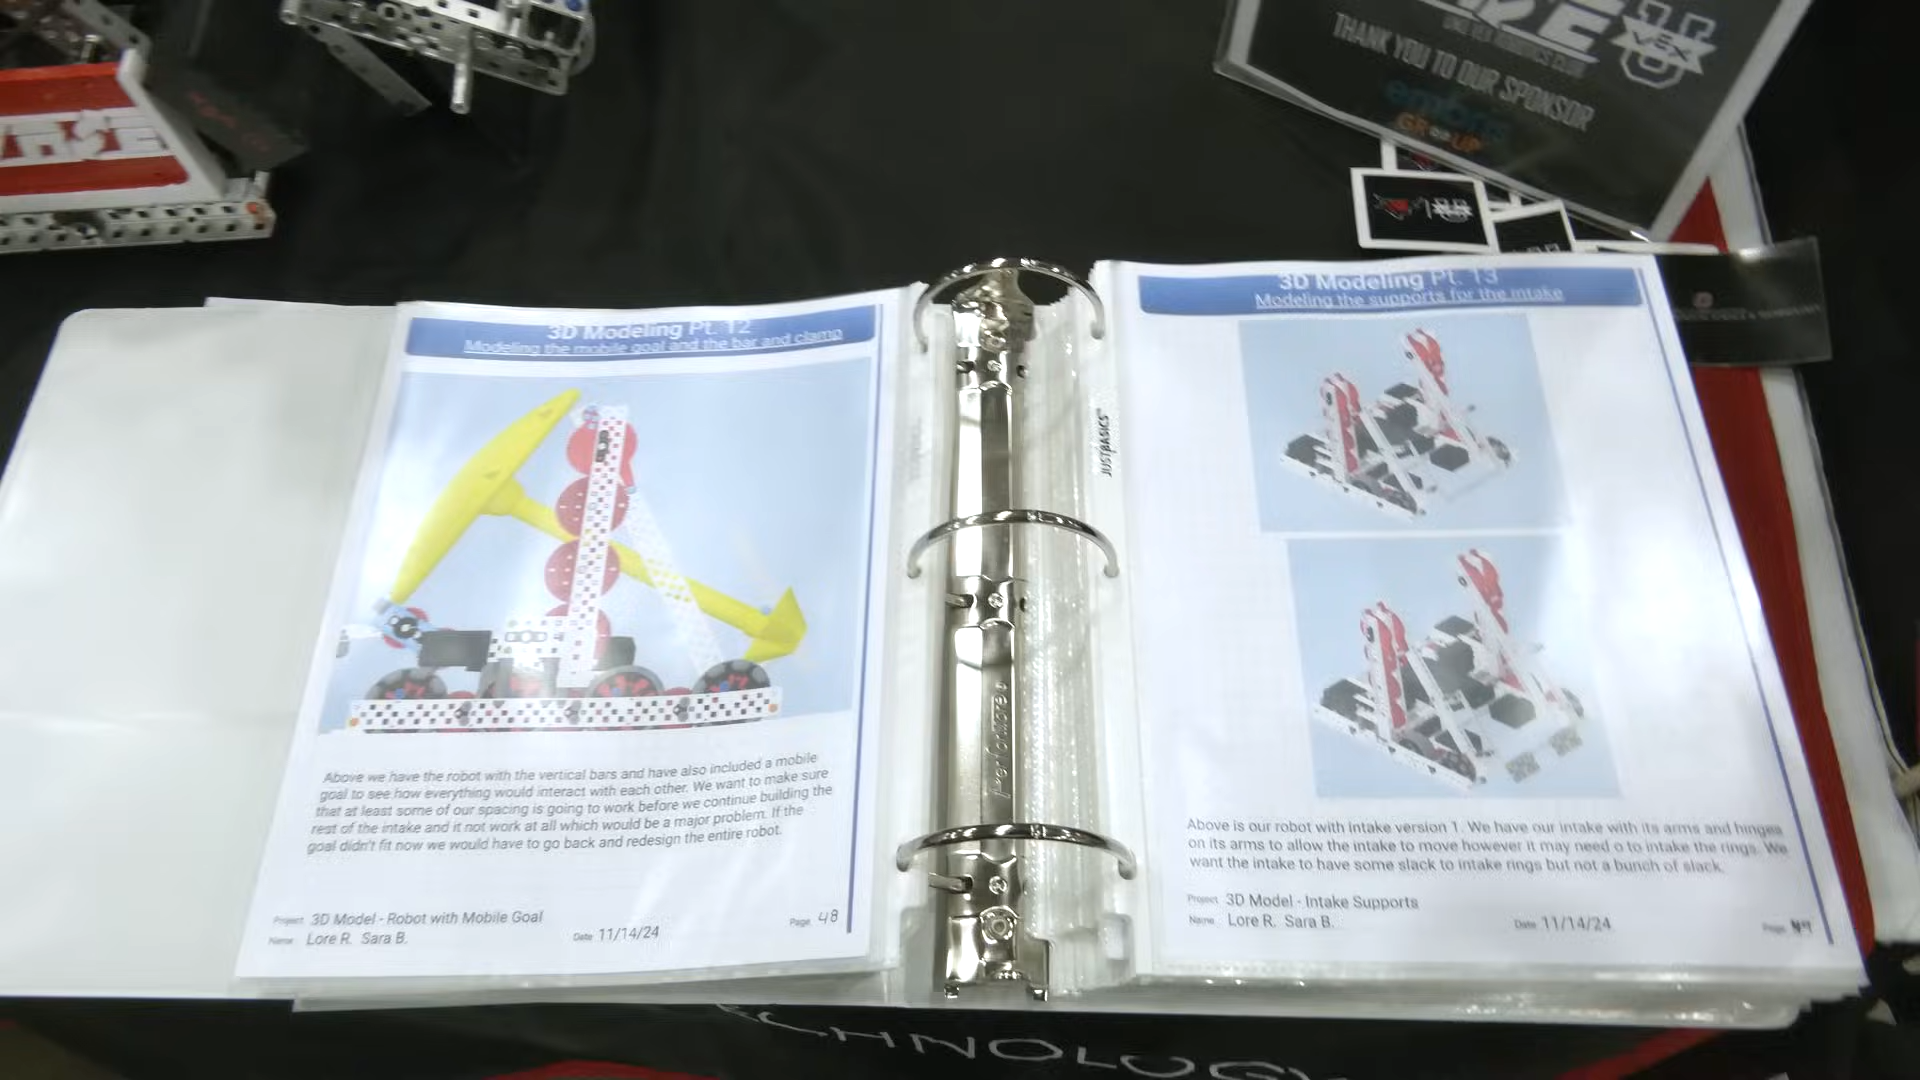 THANK YOU TO OUR SPONSOR
GROUP
VEX
U
3D Modeling Pt. 12
Modeling the mobile goal and the bar and clamp
Above we have the robot with the vertical bars and have also included a mobile
goal to see how everything would interact with each other. We want to make sure
that at least some of our spacing is going to work before we continue building the
rest of the intake and it not work at all which would be a major problem. If the
goal didn't fit now we would have to go back and redesign the entire robot.
Project 3D Model - Robot with Mobile Goal
Name Lore R. Sara B.
Date 11/14/24
Page 48
JUST BASICS
3D Modeling Pt. 13
Modeling the supports for the intake
Above is our robot with Intake version 1. We have our intake with its arms and hinges
on its arms to allow the intake to move however it may need o to intake the rings. We
want the intake to have some slack to intake rings but not a bunch of slack.
Project 3D Model - Intake Supports
Name Lore R. Sara B.
Date 11/14/24
Page 49